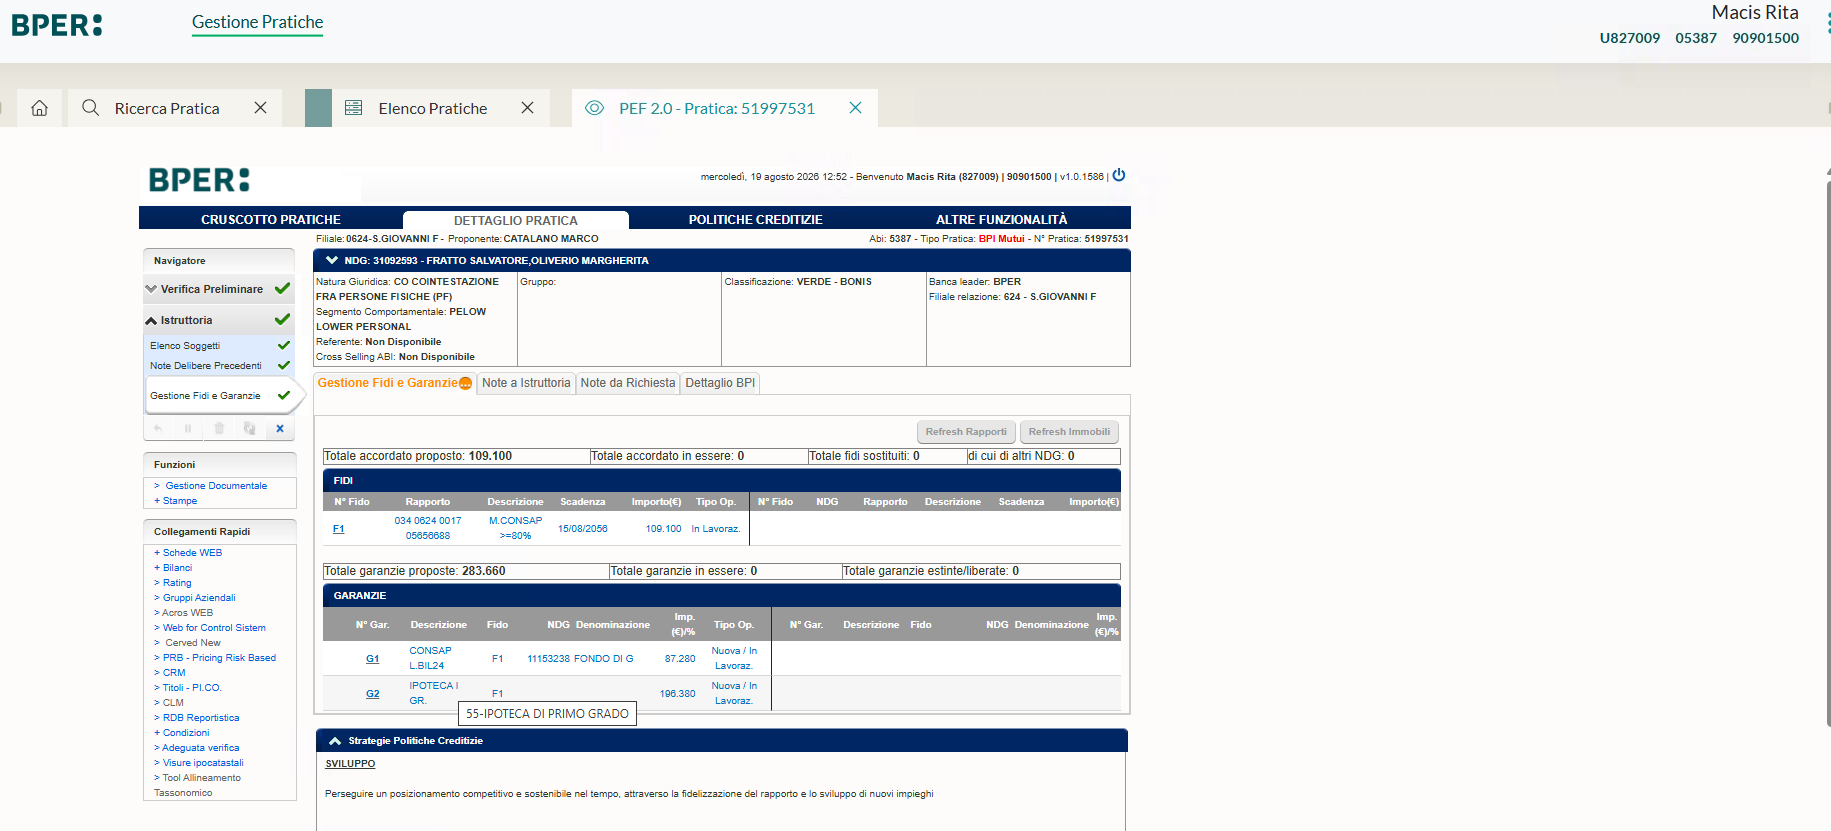 BPER:
Gestione Pratiche
Macis Rita
U827009 05387 90901500
Ricerca Pratica
Elenco Pratiche
PEF 2.0 - Pratica: 51997531
BPER:
mercoledì, 19 agosto 2026 12:52 - Benvenuto Macis Rita (827009) | 90901500 | v1.0.1586 |
CRUSCOTTO PRATICHE
DETTAGLIO PRATICA
POLITICHE CREDITIZIE
ALTRE FUNZIONALITÀ
Filiale: 0624-S.GIOVANNI F - Proponente: CATALANO MARCO
Abi: 5387 - Tipo Pratica: BPI Mutui - N° Pratica: 51997531
Navigatore
Verifica Preliminare
Istruttoria
Elenco Soggetti
Note Delibere Precedenti
Gestione Fidi e Garanzie
Funzioni
> Gestione Documentale
+ Stampe
Collegamenti Rapidi
+ Schede WEB
+ Bilanci
> Rating
> Gruppi Aziendali
> Acros WEB
> Web for Control Sistem
> Cerved New
> PRB - Pricing Risk Based
> CRM
> Titoli - PI.CO.
> CLM
> RDB Reportistica
+ Condizioni
> Adeguata verifica
> Visure ipocatastali
> Tool Allineamento
Tassonomico
NDG: 31092593 - FRATTO SALVATORE,OLIVERIO MARGHERITA
Natura Giuridica: CO COINTESTAZIONE
FRA PERSONE FISICHE (PF)
Segmento Comportamentale: PELOW
LOWER PERSONAL
Referente: Non Disponibile
Cross Selling ABI: Non Disponibile
Gruppo:
Classificazione: VERDE - BONIS
Banca leader: BPER
Filiale relazione: 624 - S.GIOVANNI F
Gestione Fidi e Garanzie
Note a Istruttoria
Note da Richiesta
Dettaglio BPI
Refresh Rapporti
Refresh Immobili
Totale accordato proposto: 109.100
Totale accordato in essere: 0
Totale fidi sostituiti: 0
di cui di altri NDG: 0
FIDI
N° Fido Rapporto Descrizione Scadenza Importo(€) Tipo Op. N° Fido NDG Rapporto Descrizione Scadenza Importo(€)
F1 034 0624 0017 M.CONSAP 15/08/2056 109.100 In Lavoraz.
05656688 >=80%
Totale garanzie proposte: 283.660
Totale garanzie in essere: 0
Totale garanzie estinte/liberate: 0
GARANZIE
N° Gar. Descrizione Fido NDG Denominazione Imp. (€)/% Tipo Op. N° Gar. Descrizione Fido NDG Denominazione Imp. (€)/%
G1 CONSAP F1 11153238 FONDO DI G 87.280 Nuova / In
L.BIL24 Lavoraz.
G2 IPOTECA I F1 196.380 Nuova / In
GR. Lavoraz.
55-IPOTECA DI PRIMO GRADO
Strategie Politiche Creditizie
SVILUPPO
Perseguire un posizionamento competitivo e sostenibile nel tempo, attraverso la fidelizzazione del rapporto e lo sviluppo di nuovi impieghi